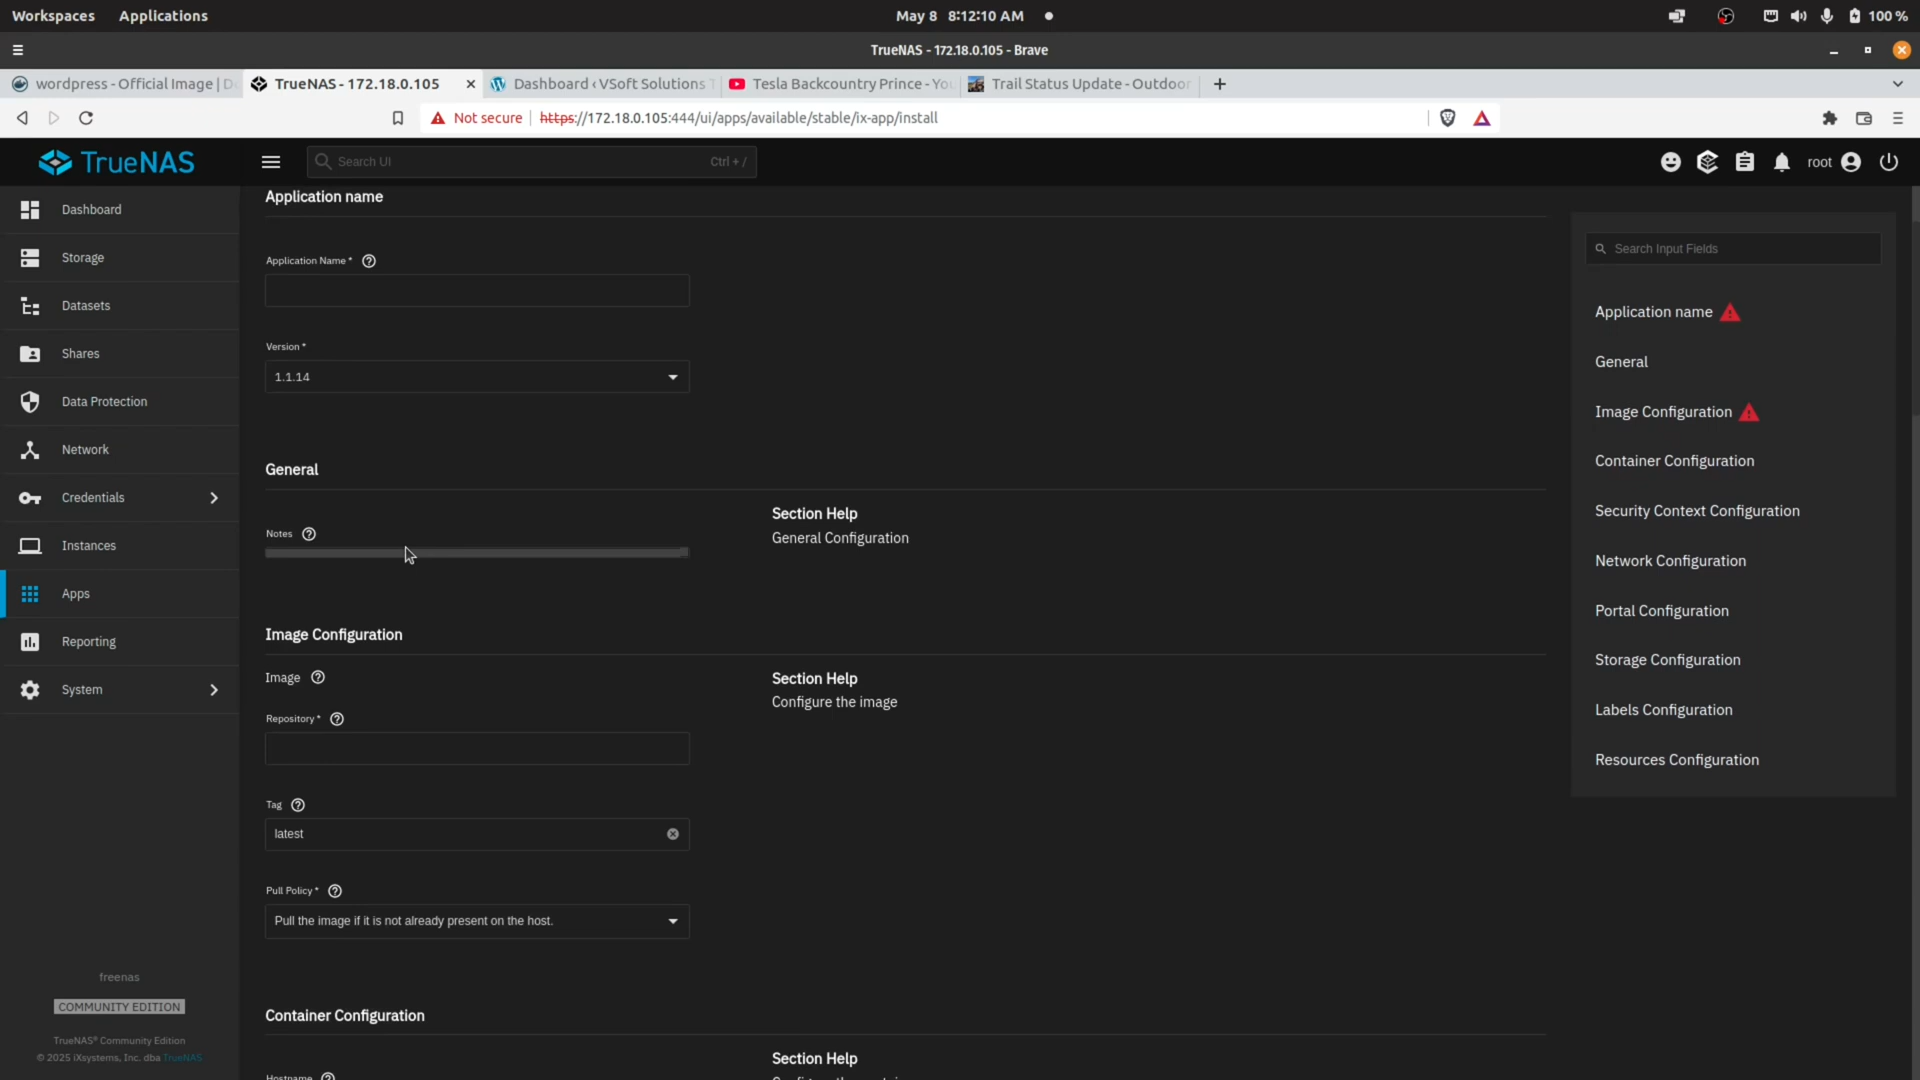 Workspaces Applications May 8 8:12:10 AM 100 %
TrueNAS - 172.18.0.105 - Brave
wordpress - Official Image | D TrueNAS - 172.18.0.105 Dashboard ‹ VSoft Solutions T Tesla Backcountry Prince - You Trail Status Update - Outdoor
Not secure https://172.18.0.105:444/ui/apps/available/stable/ix-app/install
TrueNAS Search UI Ctrl + / root
Dashboard
Storage
Datasets
Shares
Data Protection
Network
Credentials
Instances
Apps
Reporting
System
freenas
COMMUNITY EDITION
TrueNAS® Community Edition
© 2025 iXsystems, Inc. dba TrueNAS
Application name
Application Name *
Version *
1.1.14
General
Notes
Section Help
General Configuration
Image Configuration
Image
Section Help
Configure the image
Repository *
Tag
latest
Pull Policy *
Pull the image if it is not already present on the host.
Container Configuration
Section Help
Hostname
Search Input Fields
Application name
General
Image Configuration
Container Configuration
Security Context Configuration
Network Configuration
Portal Configuration
Storage Configuration
Labels Configuration
Resources Configuration